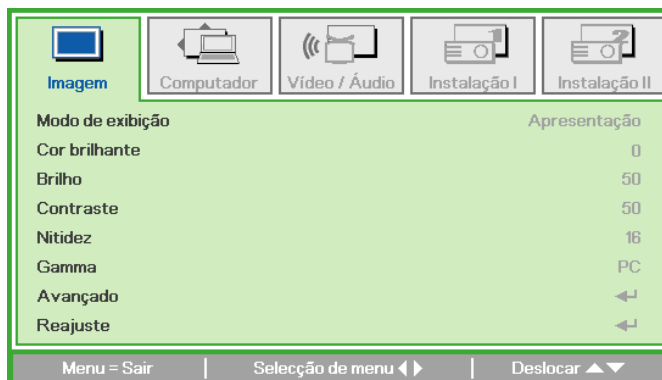 Imagem Computador Vídeo / Áudio Instalação I Instalação II
Modo de exibição Apresentação
Cor brilhante 0
Brilho 50
Contraste 50
Nitidez 16
Gamma PC
Avançado
Reajuste
Menu = Sair Selecção de menu Deslocar